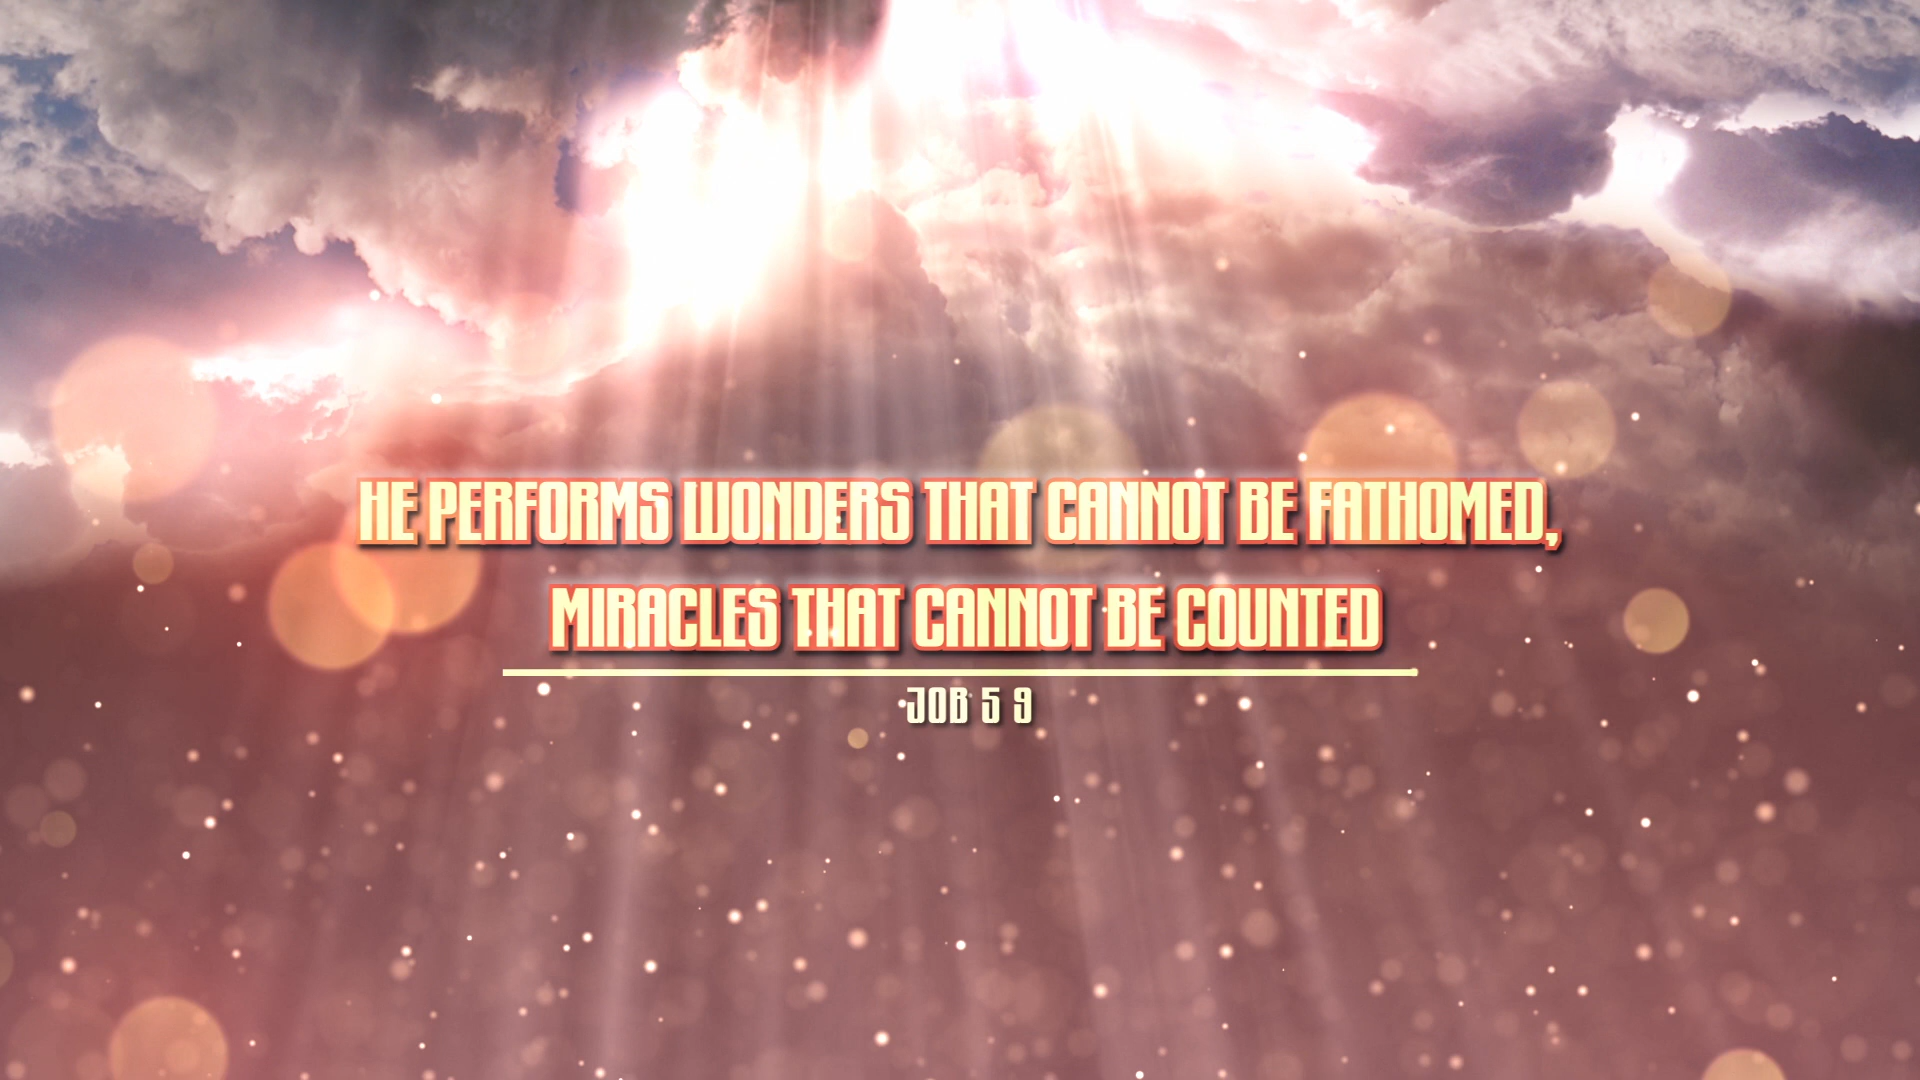 HE PERFORMS WONDERS THAT CANNOT BE FATHOMED,
MIRACLES THAT CANNOT BE COUNTED
JOB 5 9